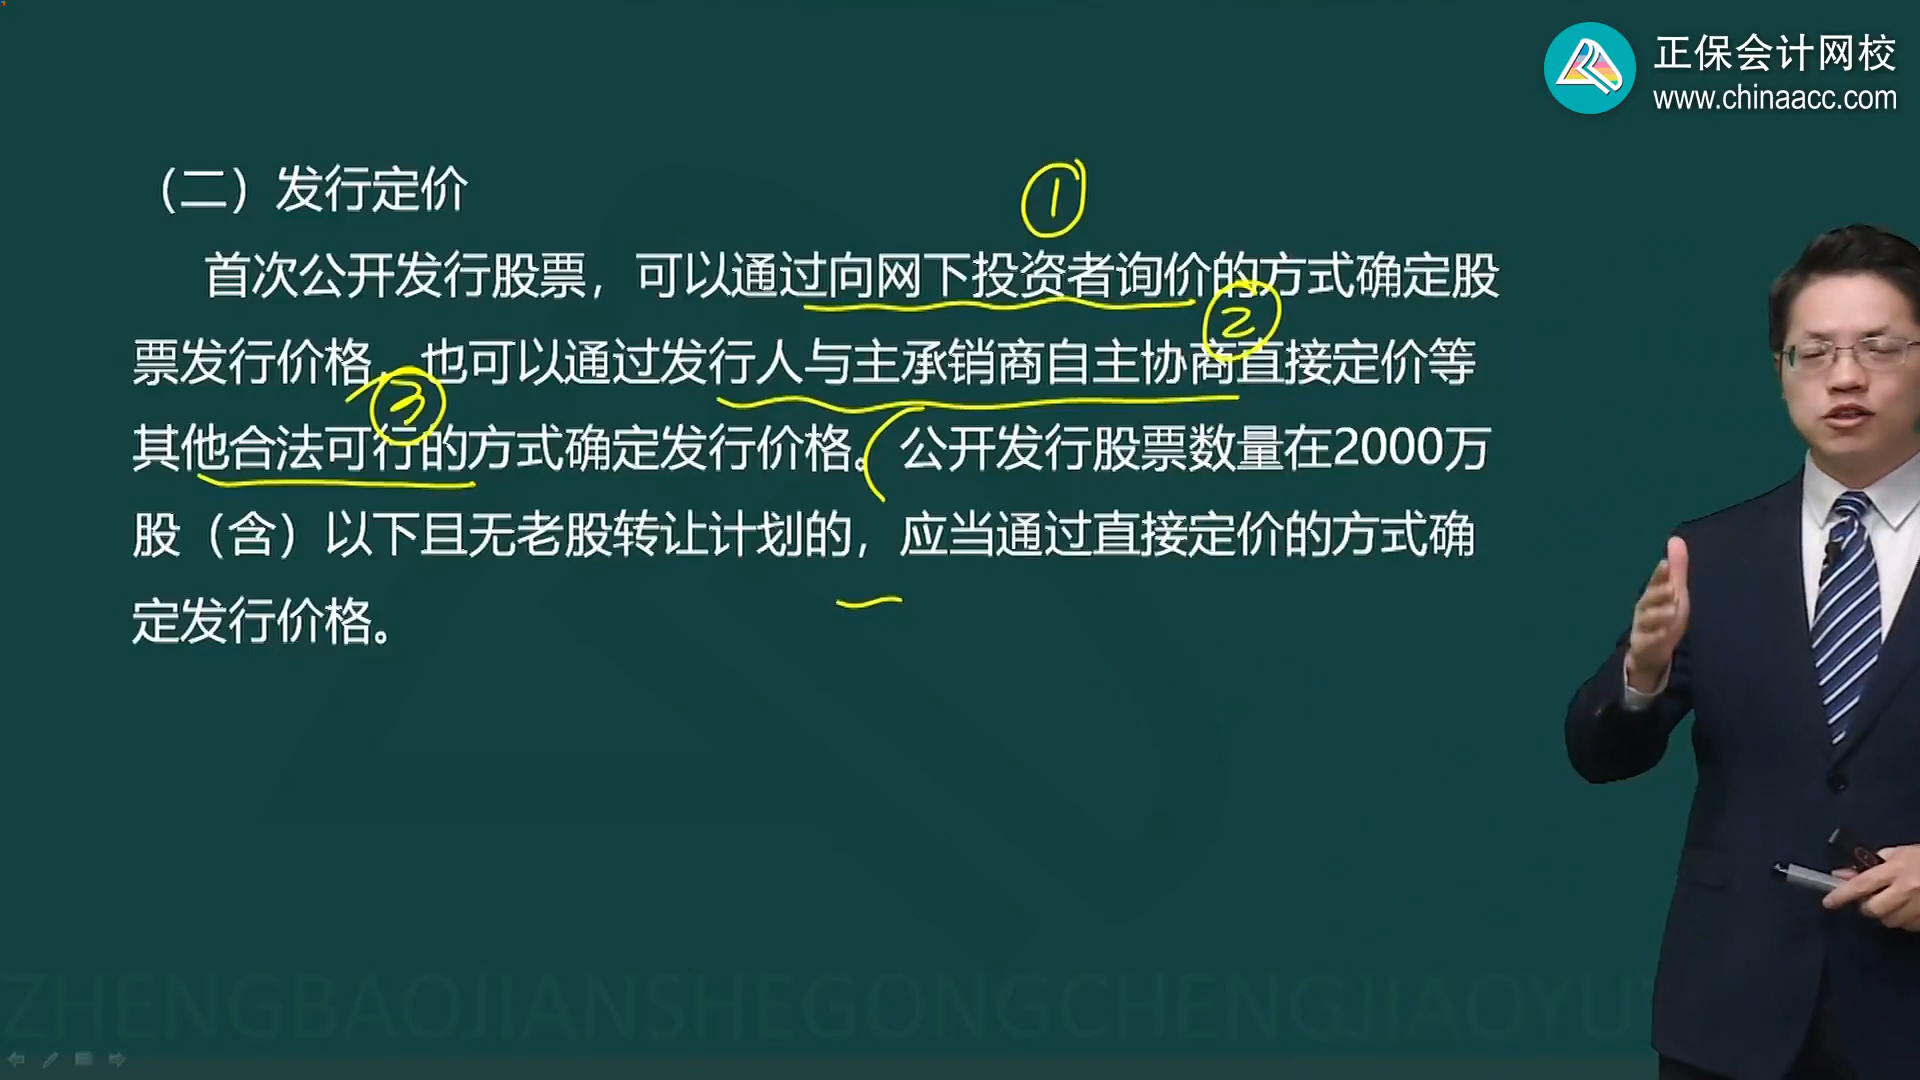 正保会计网校
www.chinaacc.com
（二）发行定价
①
首次公开发行股票，可以通过向网下投资者询价的方式确定股
②
票发行价格，也可以通过发行人与主承销商自主协商直接定价等
③
其他合法可行的方式确定发行价格。公开发行股票数量在2000万
股（含）以下且无老股转让计划的，应当通过直接定价的方式确
定发行价格。
ZHENGBAOJIANSHEGONGCHENGJIAOYU